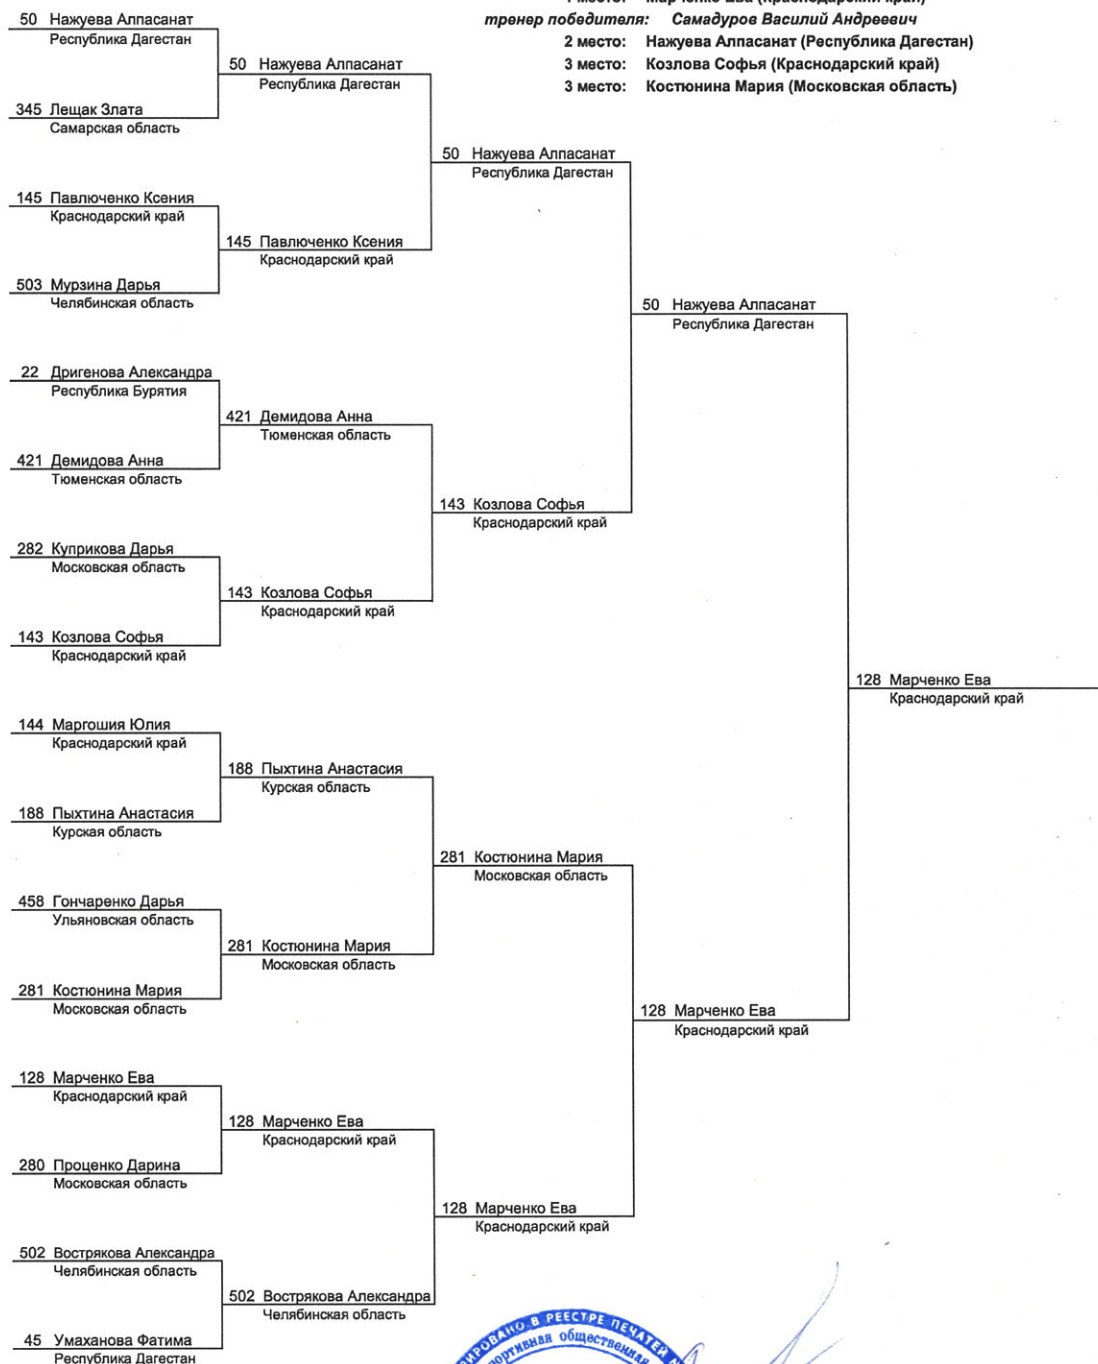 1 место: Марченко Ева (Краснодарский край)
тренер победителя: Самадуров Василий Андреевич
2 место: Нажуева Алпасанат (Республика Дагестан)
3 место: Козлова Софья (Краснодарский край)
3 место: Костюнина Мария (Московская область)
50 Нажуева Алпасанат
Республика Дагестан
50 Нажуева Алпасанат
Республика Дагестан
345 Лещак Злата
Самарская область
50 Нажуева Алпасанат
Республика Дагестан
145 Павлюченко Ксения
Краснодарский край
145 Павлюченко Ксения
Краснодарский край
503 Мурзина Дарья
Челябинская область
50 Нажуева Алпасанат
Республика Дагестан
22 Дригенова Александра
Республика Бурятия
421 Демидова Анна
Тюменская область
421 Демидова Анна
Тюменская область
143 Козлова Софья
Краснодарский край
282 Куприкова Дарья
Московская область
143 Козлова Софья
Краснодарский край
143 Козлова Софья
Краснодарский край
128 Марченко Ева
Краснодарский край
144 Маргошия Юлия
Краснодарский край
188 Пыхтина Анастасия
Курская область
188 Пыхтина Анастасия
Курская область
281 Костюнина Мария
Московская область
458 Гончаренко Дарья
Ульяновская область
281 Костюнина Мария
Московская область
281 Костюнина Мария
Московская область
128 Марченко Ева
Краснодарский край
128 Марченко Ева
Краснодарский край
128 Марченко Ева
Краснодарский край
280 Проценко Дарина
Московская область
128 Марченко Ева
Краснодарский край
502 Вострякова Александра
Челябинская область
502 Вострякова Александра
Челябинская область
45 Умаханова Фатима
Республика Дагестан
В РЕЕСТРЕ ПЕЧАТЕЙ
общественная